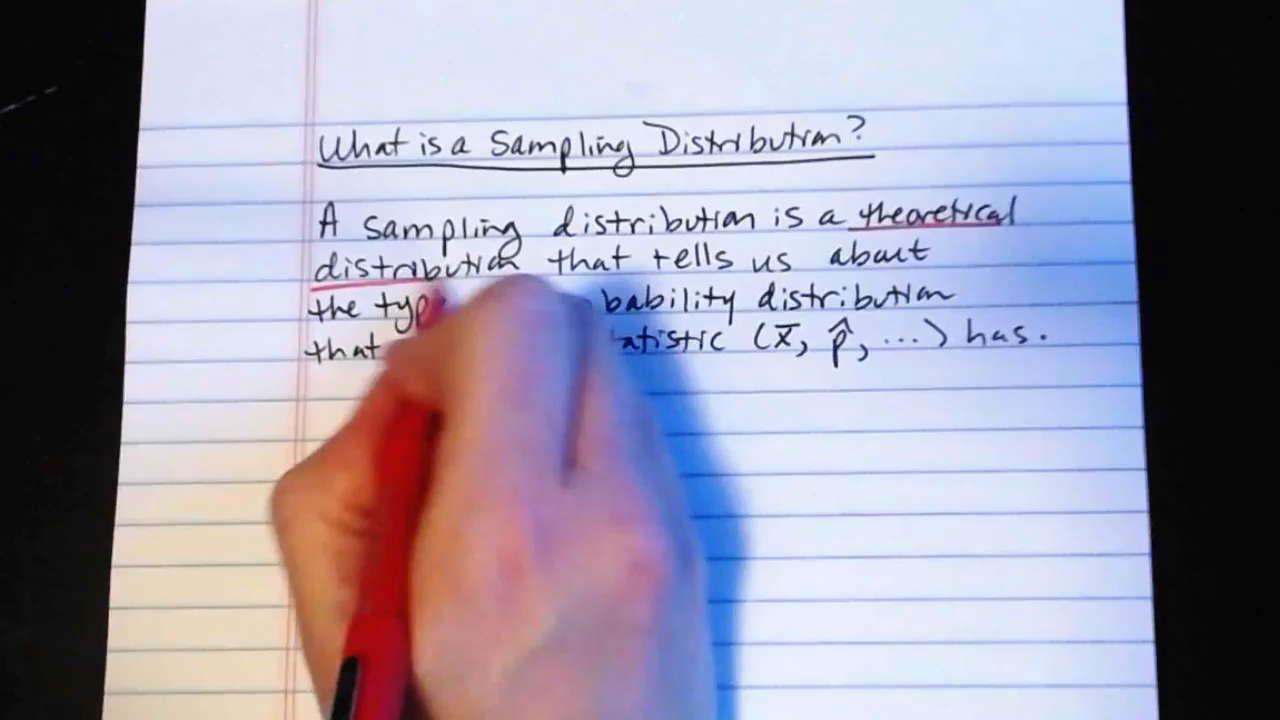 What is a Sampling Distribution?
A sampling distribution is a theoretical
distribution that tells us about
the typ bability distribution
that atistic (x̄, p̂, ...) has.